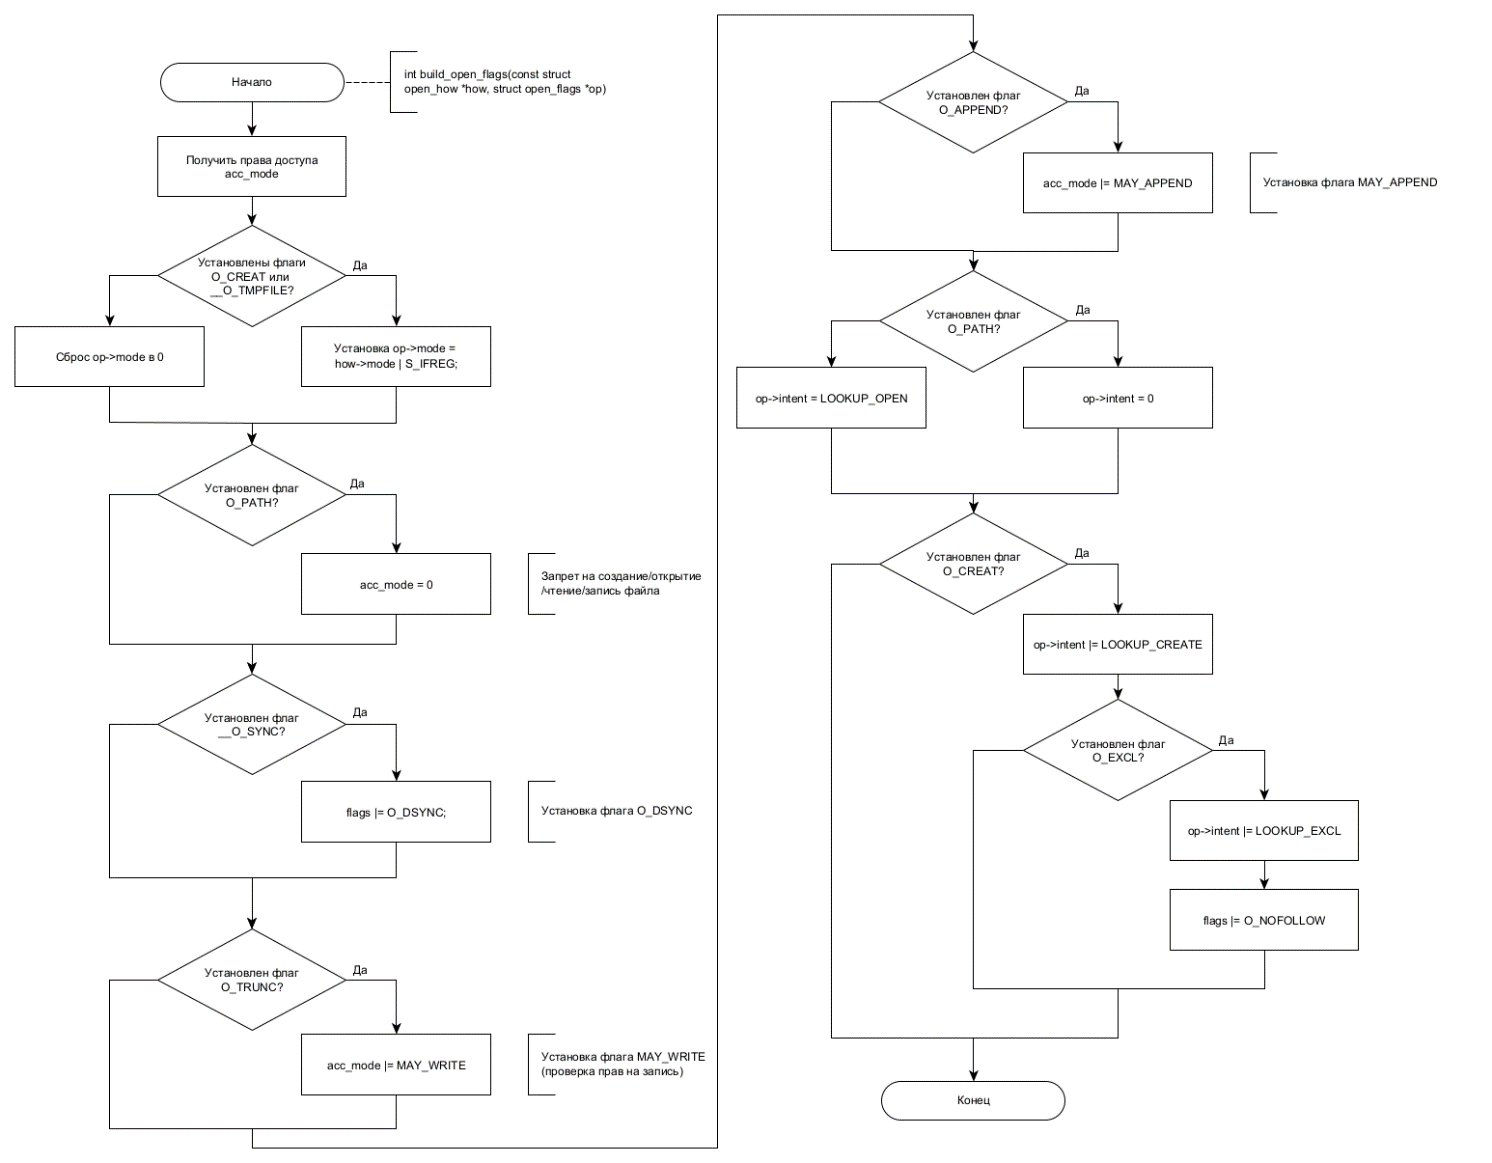 Начало
int build_open_flags(const struct
open_how *how, struct open_flags *op)
Получить права доступа
acc_mode
Установлены флаги
O_CREAT или
__O_TMPFILE?
Да
Сброс op->mode в 0
Установка op->mode =
how->mode | S_IFREG;
Установлен флаг
O_PATH?
Да
acc_mode = 0
Запрет на создание/открытие
/чтение/запись файла
Установлен флаг
__O_SYNC?
Да
flags |= O_DSYNC;
Установка флага O_DSYNC
Установлен флаг
O_TRUNC?
Да
acc_mode |= MAY_WRITE
Установка флага MAY_WRITE
(проверка прав на запись)
Установлен флаг
O_APPEND?
Да
acc_mode |= MAY_APPEND
Установка флага MAY_APPEND
Установлен флаг
O_PATH?
Да
op->intent = LOOKUP_OPEN
op->intent = 0
Установлен флаг
O_CREAT?
Да
op->intent |= LOOKUP_CREATE
Установлен флаг
O_EXCL?
Да
op->intent |= LOOKUP_EXCL
flags |= O_NOFOLLOW
Конец